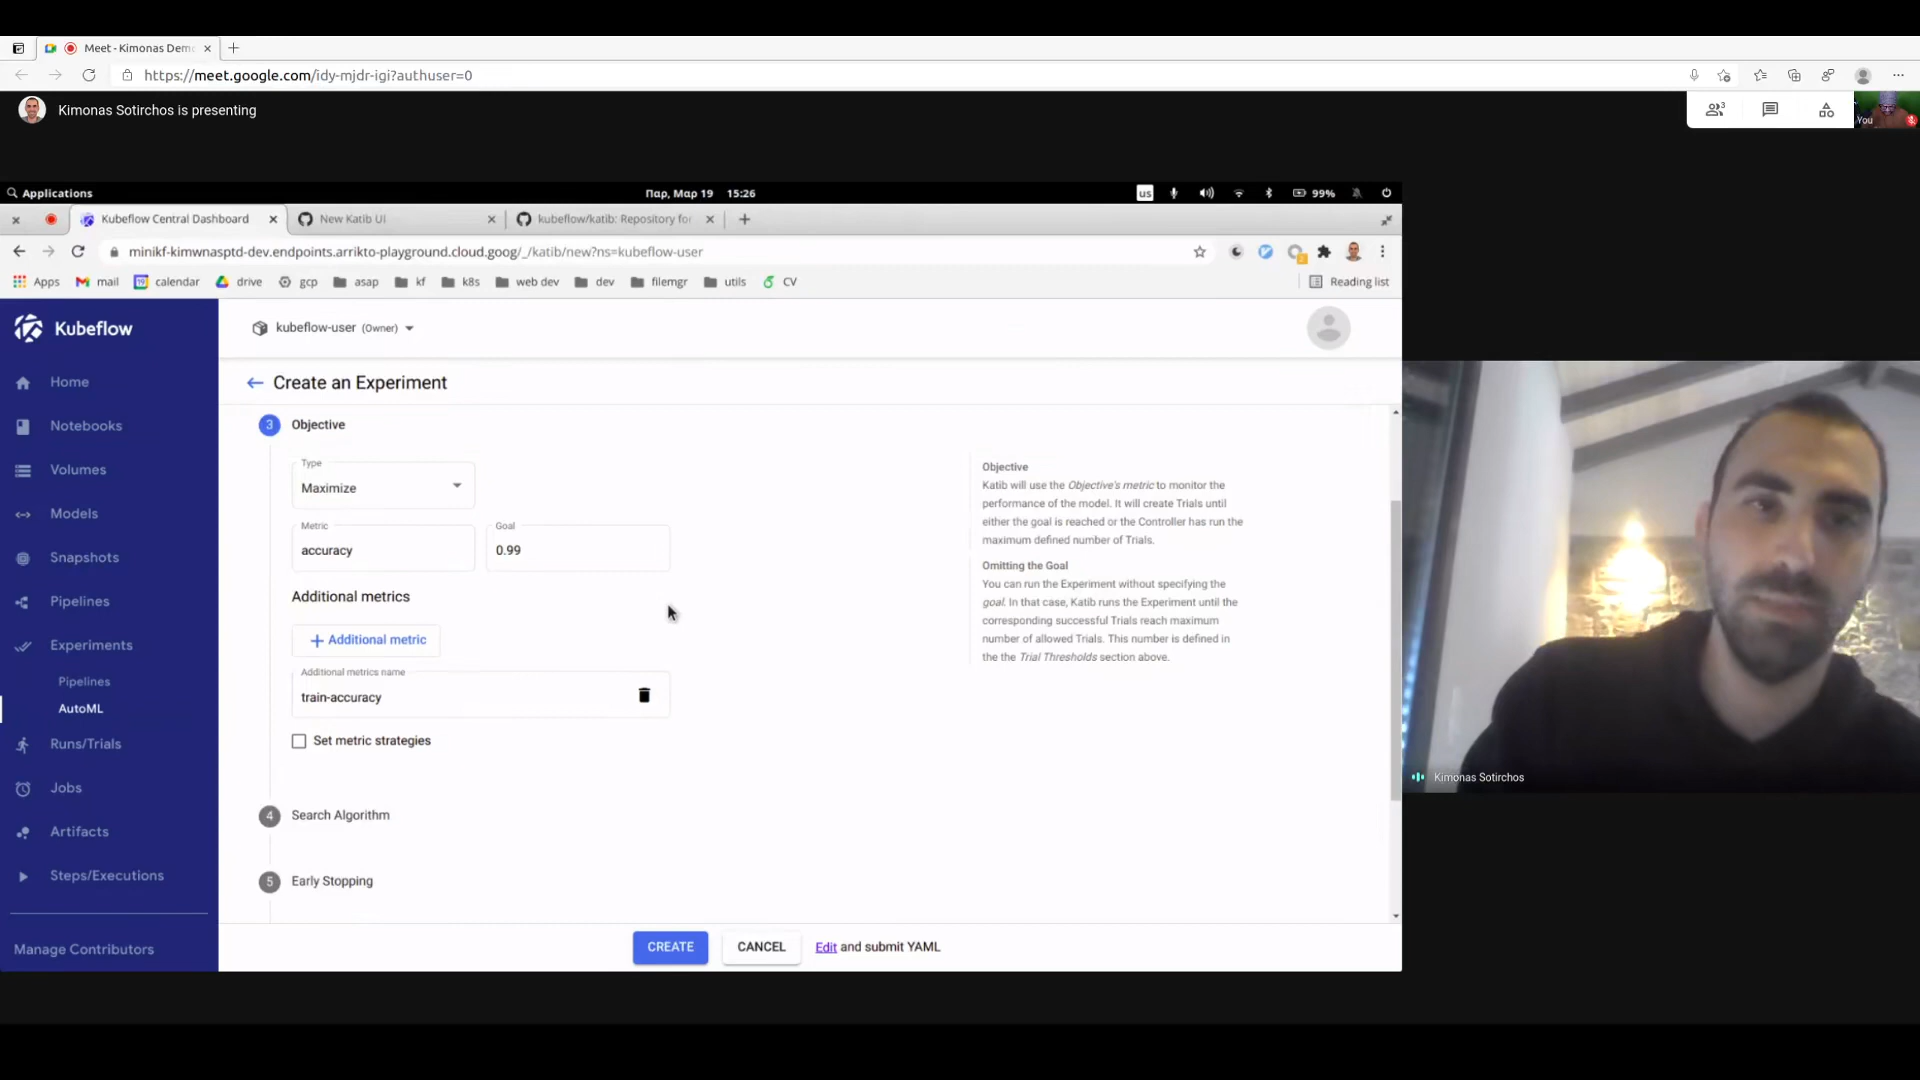 Meet - Kimonas Dem
https://meet.google.com/idy-mjdr-igi?authuser=0
Kimonas Sotirchos is presenting
3
You
Applications
Παρ, Μαρ 19 15:26
us
99%
Kubeflow Central Dashboard
New Katib UI
kubeflow/katib: Repository for
minikf-kimwnasptd-dev.endpoints.arrikto-playground.cloud.goog/_/katib/new?ns=kubeflow-user
Apps
mail
calendar
drive
gcp
asap
kf
k8s
web dev
dev
filemgr
utils
CV
Reading list
Kubeflow
kubeflow-user (Owner)
Home
Notebooks
Volumes
Models
Snapshots
Pipelines
Experiments
Pipelines
AutoML
Runs/Trials
Jobs
Artifacts
Steps/Executions
Manage Contributors
Create an Experiment
3 Objective
Type
Maximize
Metric
accuracy
Goal
0.99
Additional metrics
Additional metric
Additional metrics name
train-accuracy
Set metric strategies
4 Search Algorithm
5 Early Stopping
Objective
Katib will use the Objective's metric to monitor the
performance of the model. It will create Trials until
either the goal is reached or the Controller has run the
maximum defined number of Trials.
Omitting the Goal
You can run the Experiment without specifying the
goal. In that case, Katib runs the Experiment until the
corresponding successful Trials reach maximum
number of allowed Trials. This number is defined in
the the Trial Thresholds section above.
CREATE
CANCEL
Edit and submit YAML
Kimonas Sotirchos